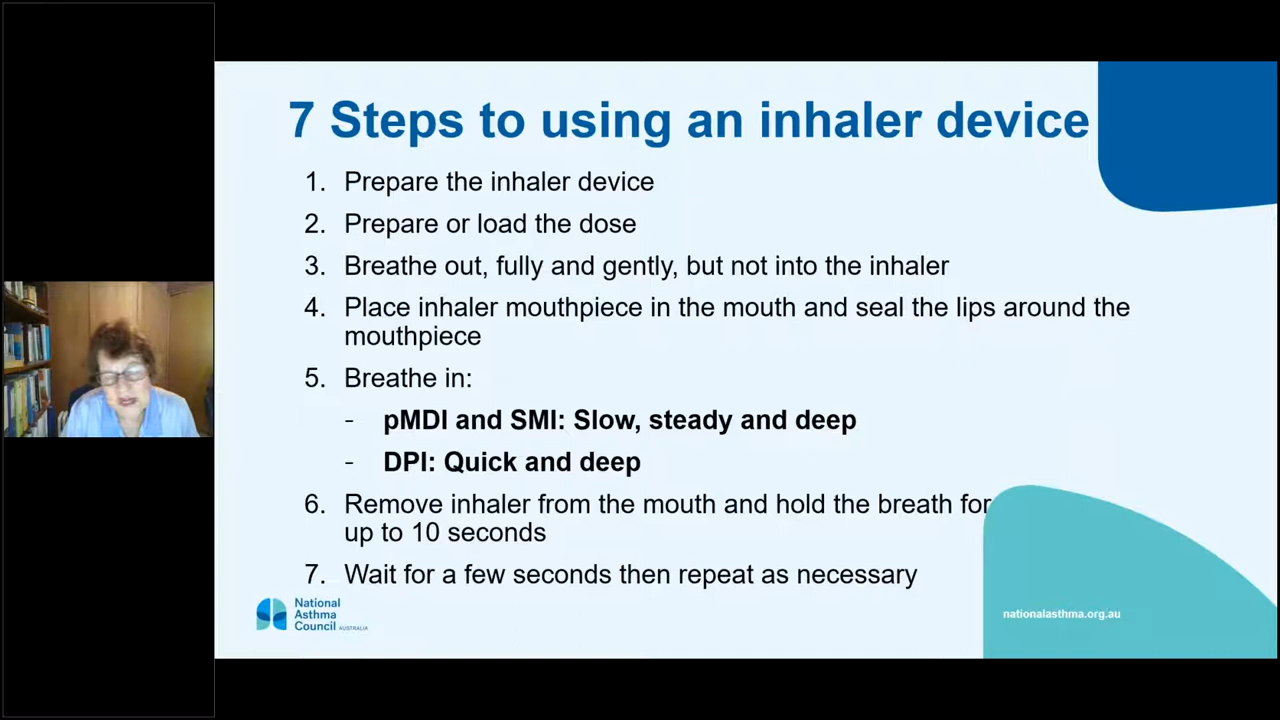 7 Steps to using an inhaler device
1. Prepare the inhaler device
2. Prepare or load the dose
3. Breathe out, fully and gently, but not into the inhaler
4. Place inhaler mouthpiece in the mouth and seal the lips around the
mouthpiece
5. Breathe in:
- pMDI and SMI: Slow, steady and deep
- DPI: Quick and deep
6. Remove inhaler from the mouth and hold the breath for
up to 10 seconds
7. Wait for a few seconds then repeat as necessary
National
Asthma
Council AUSTRALIA
nationalasthma.org.au